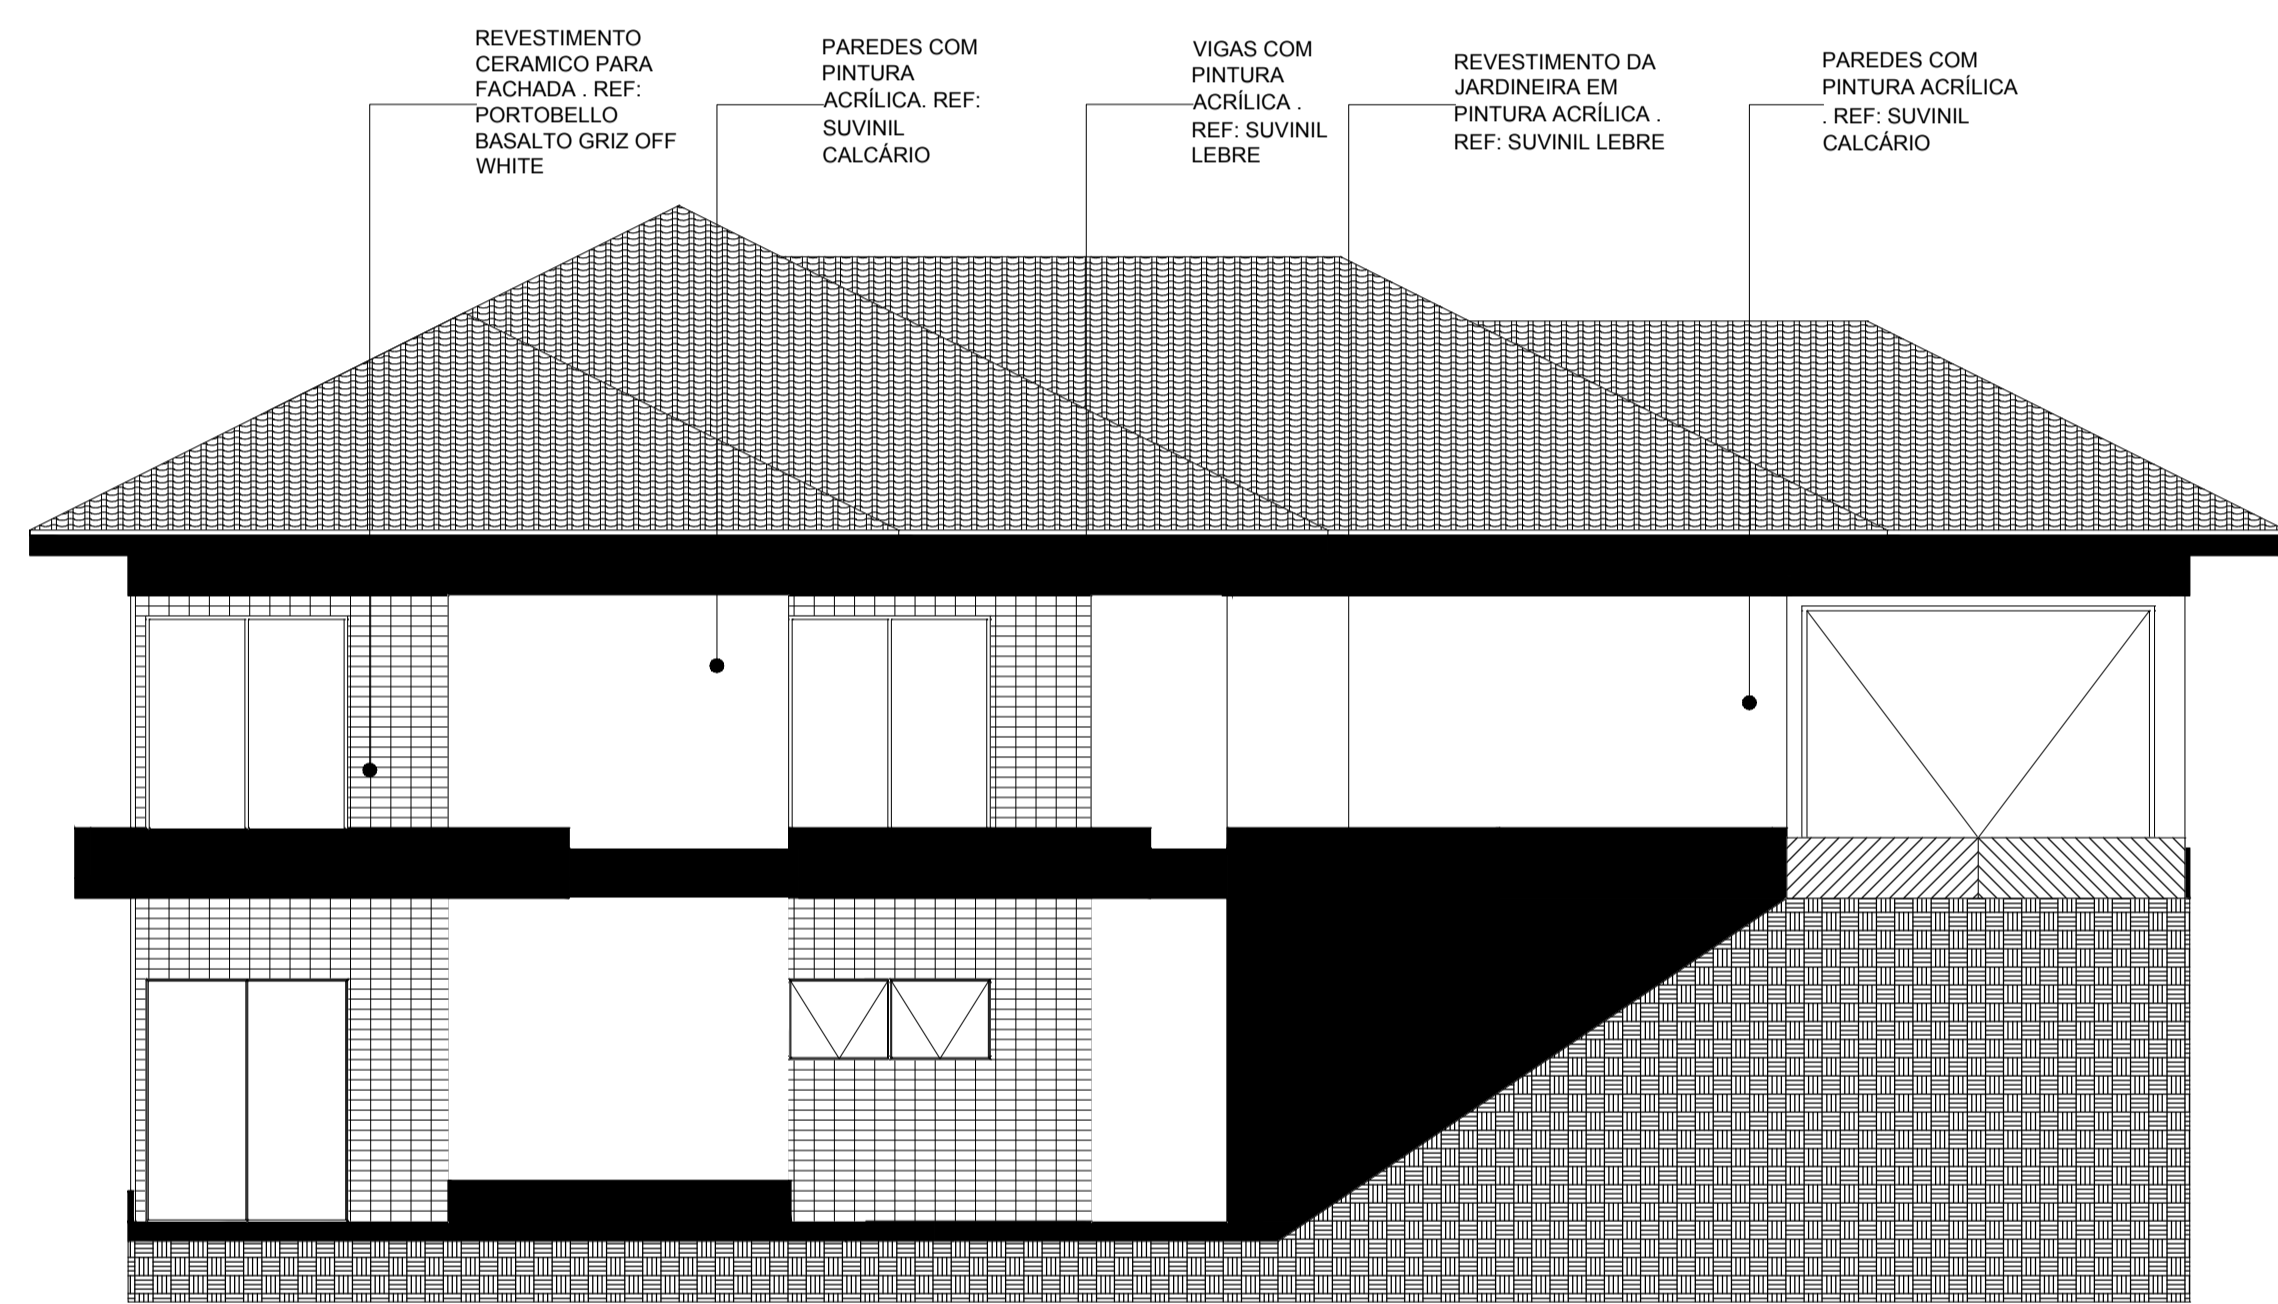 REVESTIMENTO
CERAMICO PARA
FACHADA . REF:
PORTOBELLO
BASALTO GRIZ OFF
WHITE
PAREDES COM
PINTURA
ACRÍLICA. REF:
SUVINIL
CALCÁRIO
VIGAS COM
PINTURA
ACRÍLICA .
REF: SUVINIL
LEBRE
REVESTIMENTO DA
JARDINEIRA EM
PINTURA ACRÍLICA .
REF: SUVINIL LEBRE
PAREDES COM
PINTURA ACRÍLICA
. REF: SUVINIL
CALCÁRIO